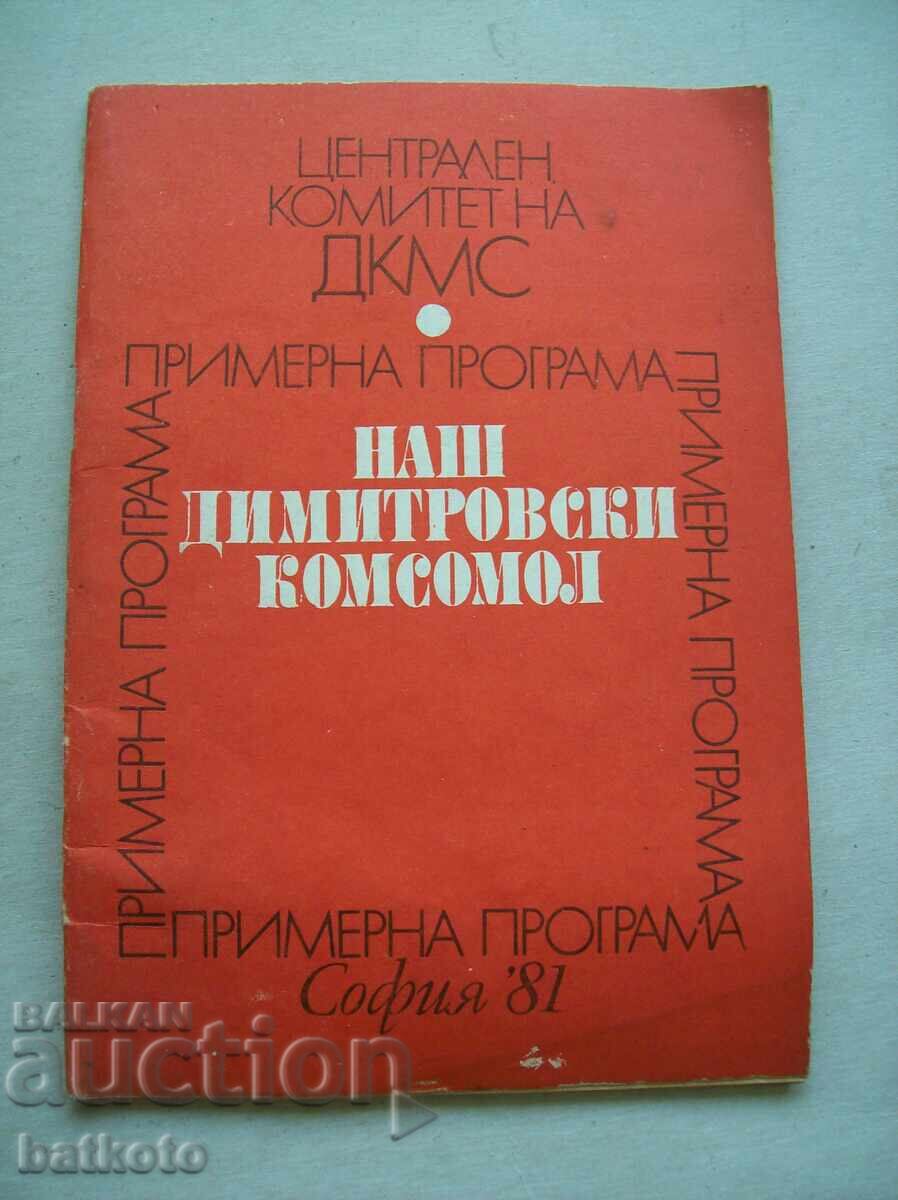 ЦЕНТРАЛЕН
КОМИТЕТ НА
ДКМС
ПРИМЕРНА ПРОГРАМА
ПРИМЕРНА ПРОГРАМА
ПРИМЕРНА ПРОГРАМА
НАШ
ДИМИТРОВСКИ
КОМСОМОЛ
ПРИМЕРНА ПРОГРАМА
София '81
BALKAN
auction
batkoto